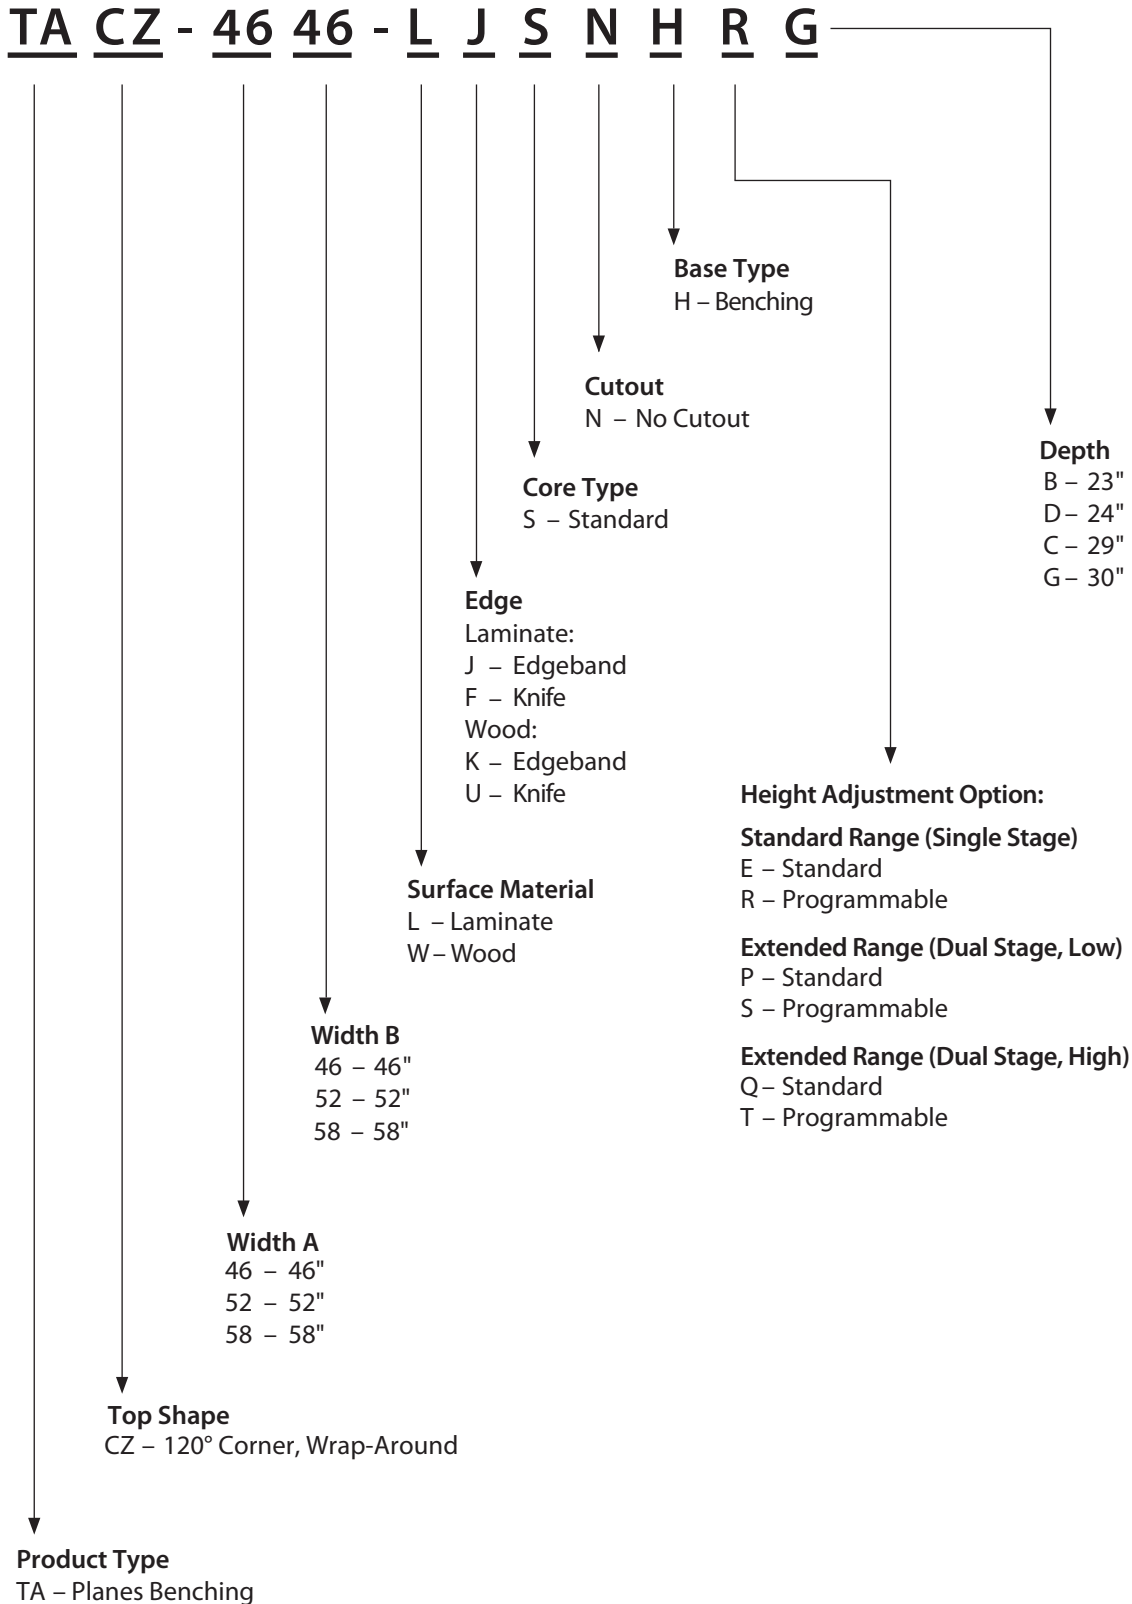 TA CZ - 46 46 - L J S N H R G
Base Type
H – Benching
Cutout
N – No Cutout
Depth
B – 23"
D – 24"
C – 29"
G – 30"
Core Type
S – Standard
Edge
Laminate:
J – Edgeband
F – Knife
Wood:
K – Edgeband
U – Knife
Height Adjustment Option:
Standard Range (Single Stage)
E – Standard
R – Programmable
Extended Range (Dual Stage, Low)
P – Standard
S – Programmable
Extended Range (Dual Stage, High)
Q – Standard
T – Programmable
Surface Material
L – Laminate
W – Wood
Width B
46 – 46"
52 – 52"
58 – 58"
Width A
46 – 46"
52 – 52"
58 – 58"
Top Shape
CZ – 120° Corner, Wrap-Around
Product Type
TA – Planes Benching